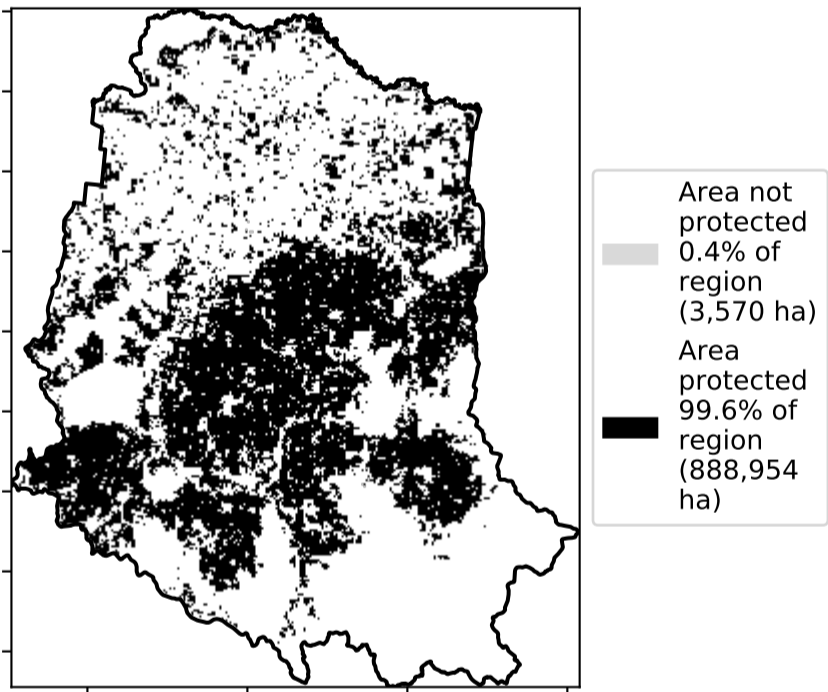 Area not
protected
0.4% of
region
(3,570 ha)
Area
protected
99.6% of
region
(888,954
ha)